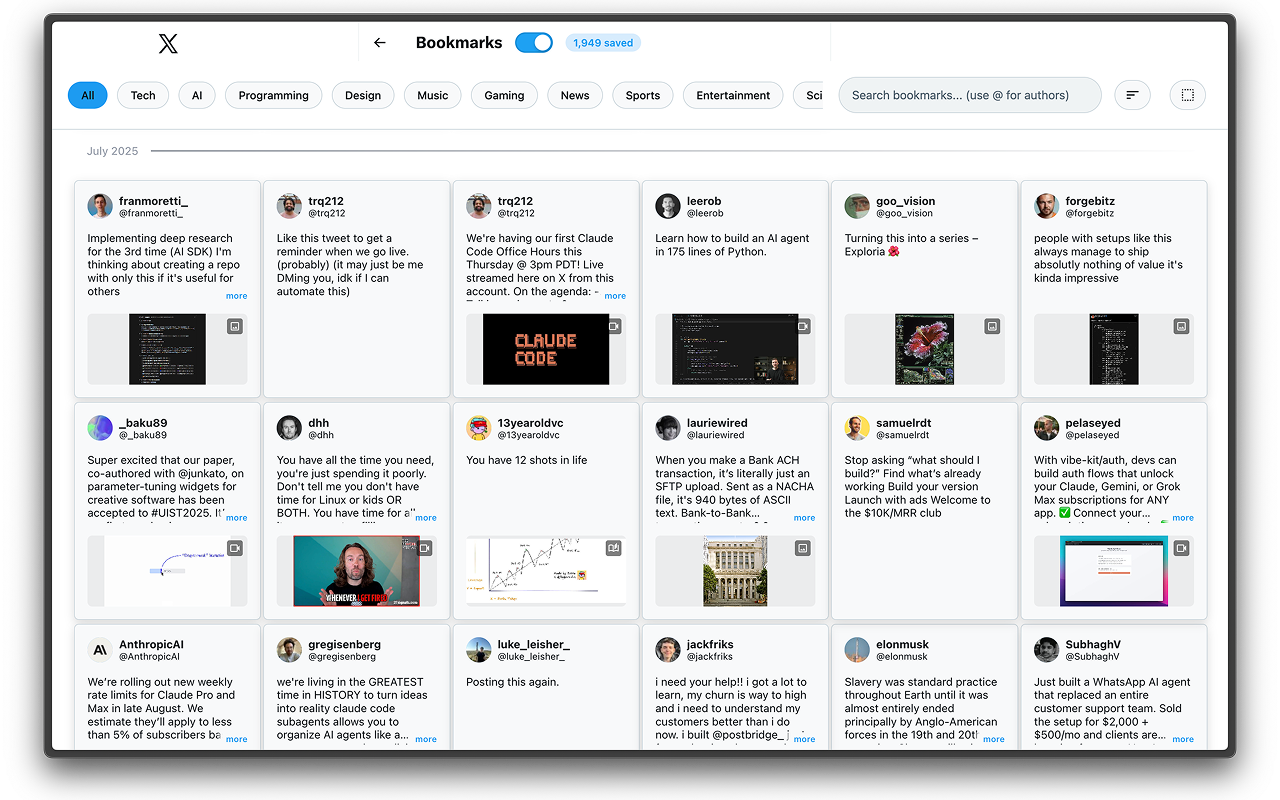 Bookmarks
1,949 saved
All
Tech
AI
Programming
Design
Music
Gaming
News
Sports
Entertainment
Sci
Search bookmarks... (use @ for authors)
July 2025
franmoretti_
@franmoretti_
Implementing deep research
for the 3rd time (AI SDK) I'm
thinking about creating a repo
with only this if it's useful for
others
more
trq212
@trq212
Like this tweet to get a
reminder when we go live.
(probably) (it may just be me
DMing you, idk if I can
automate this)
trq212
@trq212
We're having our first Claude
Code Office Hours this
Thursday @ 3pm PDT! Live
streamed here on X from this
account. On the agenda: -
more
CLAUDE
CODE
leerob
@leerob
Learn how to build an AI agent
in 175 lines of Python.
goo_vision
@goo_vision
Turning this into a series –
Exploria 🌺
forgebitz
@forgebitz
people with setups like this
always manage to ship
absolutly nothing of value it's
kinda impressive
_baku89
@_baku89
Super excited that our paper,
co-authored with @junkato, on
parameter-tuning widgets for
creative software has been
accepted to #UIST2025. It'
more
dhh
@dhh
You have all the time you need,
you're just spending it poorly.
Don't tell me you don't have
time for Linux or kids OR
BOTH. You have time for a
more
WHENEVER I GET FIRED
13yearoldvc
@13yearoldvc
You have 12 shots in life
lauriewired
@lauriewired
When you make a Bank ACH
transaction, it's literally just an
SFTP upload. Sent as a NACHA
file, it's 940 bytes of ASCII
text. Bank-to-Bank...
more
samuelrdt
@samuelrdt
Stop asking “what should I
build?” Find what's already
working Build your version
Launch with ads Welcome to
the $10K/MRR club
pelaseyed
@pelaseyed
With vibe-kit/auth, devs can
build auth flows that unlock
your Claude, Gemini, or Grok
Max subscriptions for ANY
app. ✅ Connect your...
more
AnthropicAI
@AnthropicAI
We're rolling out new weekly
rate limits for Claude Pro and
Max in late August. We
estimate they'll apply to less
than 5% of subscribers ba
more
gregisenberg
@gregisenberg
we're living in the GREATEST
time in HISTORY to turn ideas
into reality claude code
subagents allows you to
organize AI agents like a...
more
luke_leisher_
@luke_leisher_
Posting this again.
jackfriks
@jackfriks
i need your help!! i got a lot to
learn, my churn is way to high
and i need to understand my
customers better than i do
now. i built @postbridge_
more
elonmusk
@elonmusk
Slavery was standard practice
throughout Earth until it was
almost entirely ended
principally by Anglo-American
forces in the 19th and 20th
more
SubhaghV
@SubhaghV
Just built a WhatsApp AI agent
that replaced an entire
customer support team. Sold
the setup for $2,000 +
$500/mo and clients are...
more